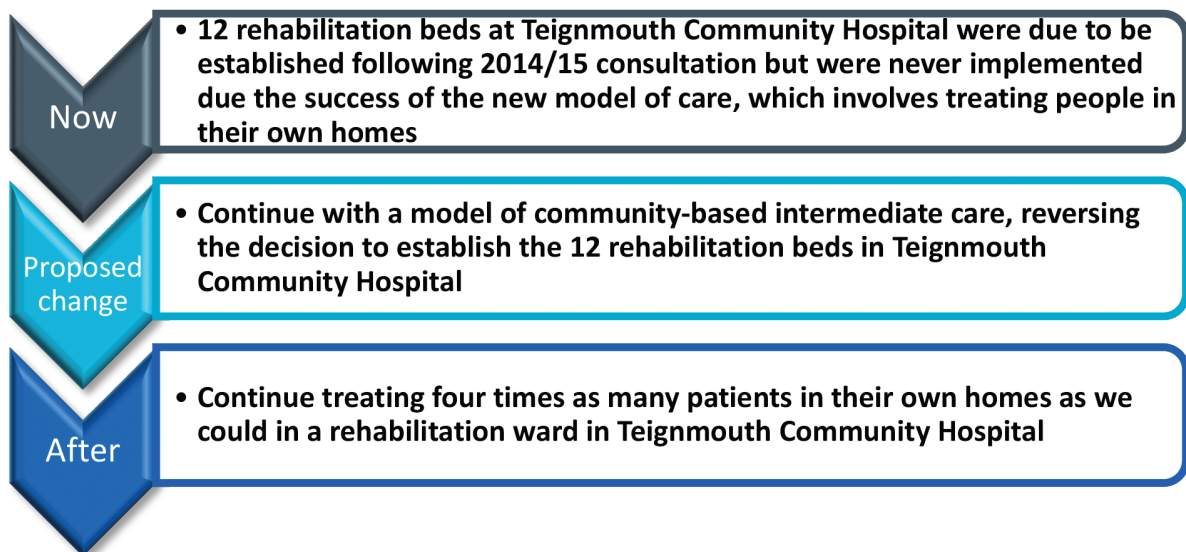 Now
• 12 rehabilitation beds at Teignmouth Community Hospital were due to be
established following 2014/15 consultation but were never implemented
due the success of the new model of care, which involves treating people in
their own homes
Proposed
change
• Continue with a model of community-based intermediate care, reversing
the decision to establish the 12 rehabilitation beds in Teignmouth
Community Hospital
After
• Continue treating four times as many patients in their own homes as we
could in a rehabilitation ward in Teignmouth Community Hospital